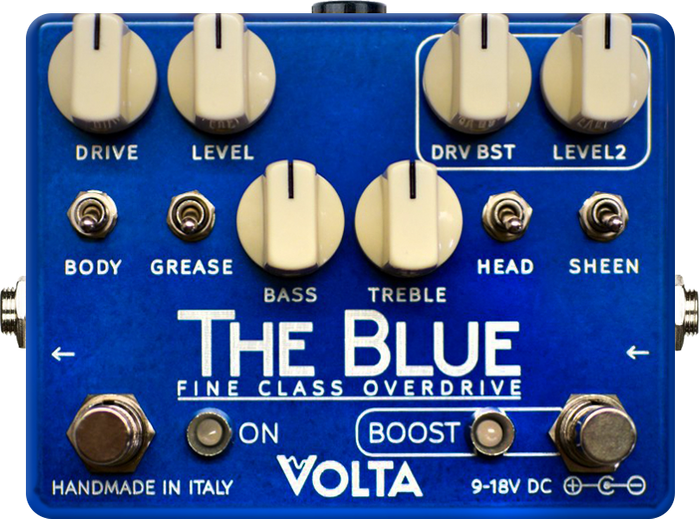 DRIVE
LEVEL
DRV BST
LEVEL2
BODY
GREASE
HEAD
SHEEN
BASS
TREBLE
THE BLUE
FINE CLASS OVERDRIVE
ON
BOOST
HANDMADE IN ITALY
VOLTA
9-18V DC